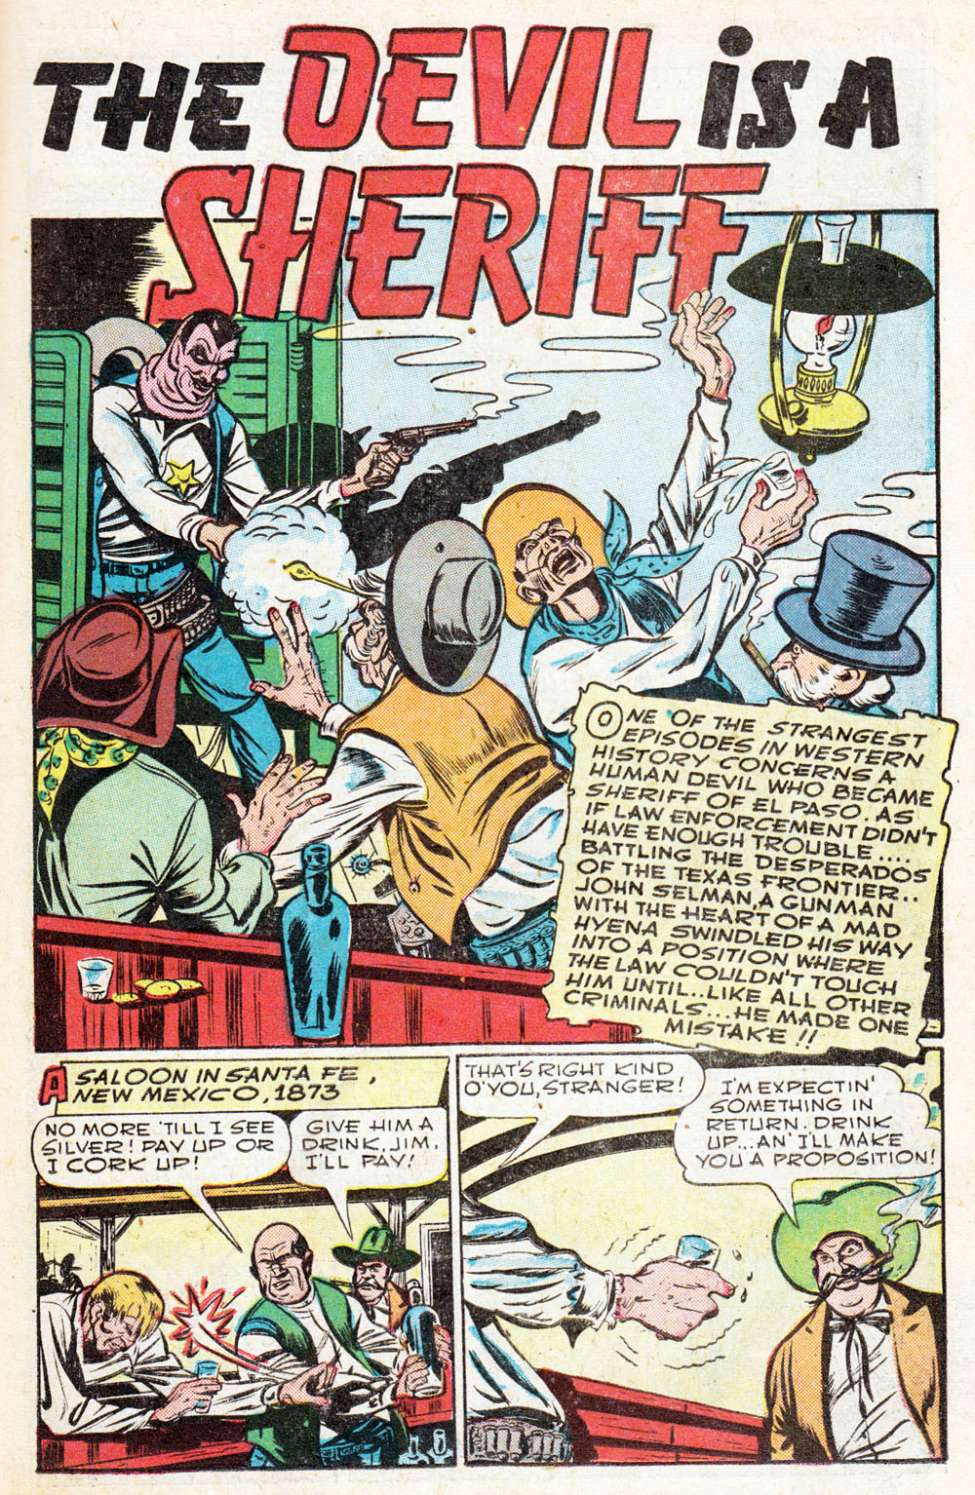 THE DEVIL IS A
SHERIFF
ONE OF THE STRANGEST
EPISODES IN WESTERN
HISTORY CONCERNS A
HUMAN DEVIL WHO BECAME
SHERIFF OF EL PASO. AS
IF LAW ENFORCEMENT DIDN'T
HAVE ENOUGH TROUBLE....
BATTLING THE DESPERADOS
OF THE TEXAS FRONTIER..
JOHN SELMAN, A GUNMAN
WITH THE HEART OF A MAD
HYENA SWINDLED HIS WAY
INTO A POSITION WHERE
THE LAW COULDN'T TOUCH
HIM UNTIL..LIKE ALL OTHER
CRIMINALS...HE MADE ONE
MISTAKE!!
A SALOON IN SANTA FE,
NEW MEXICO, 1873
NO MORE 'TILL I SEE
SILVER! PAY UP OR
I CORK UP!
GIVE HIM A
DRINK, JIM.
I'LL PAY!
THAT'S RIGHT KIND
O'YOU, STRANGER!
I'M EXPECTIN'
SOMETHING IN
RETURN. DRINK
UP...AN' I'LL MAKE
YOU A PROPOSITION!